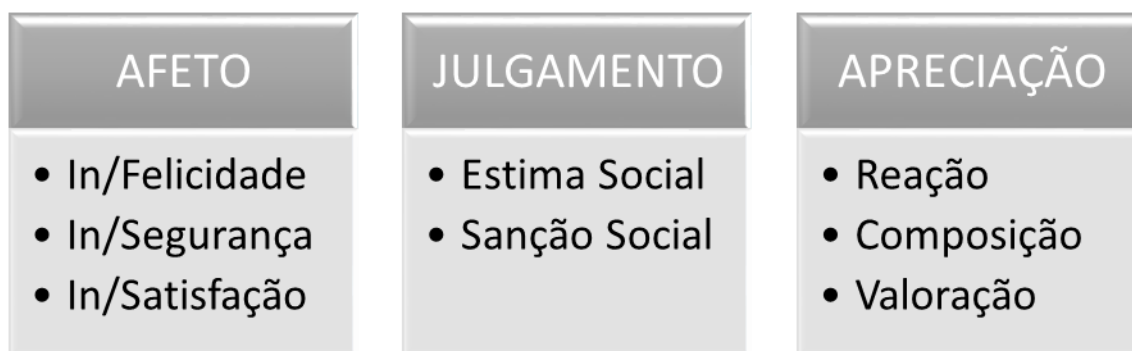 AFETO
• In/Felicidade
• In/Segurança
• In/Satisfação
JULGAMENTO
• Estima Social
• Sanção Social
APRECIAÇÃO
• Reação
• Composição
• Valoração